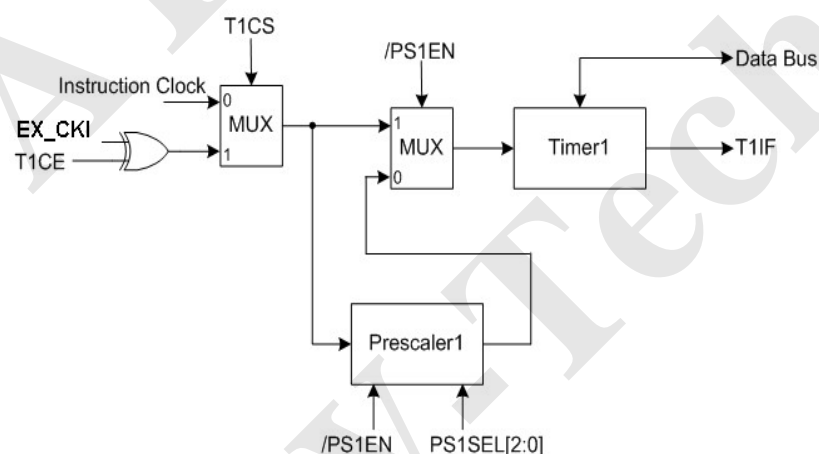 T1CS
/PS1EN
Instruction Clock
0
MUX
1
EX_CKI
T1CE
1
MUX
0
Timer1
Data Bus
T1IF
Prescaler1
/PS1EN
PS1SEL[2:0]
y-Tech